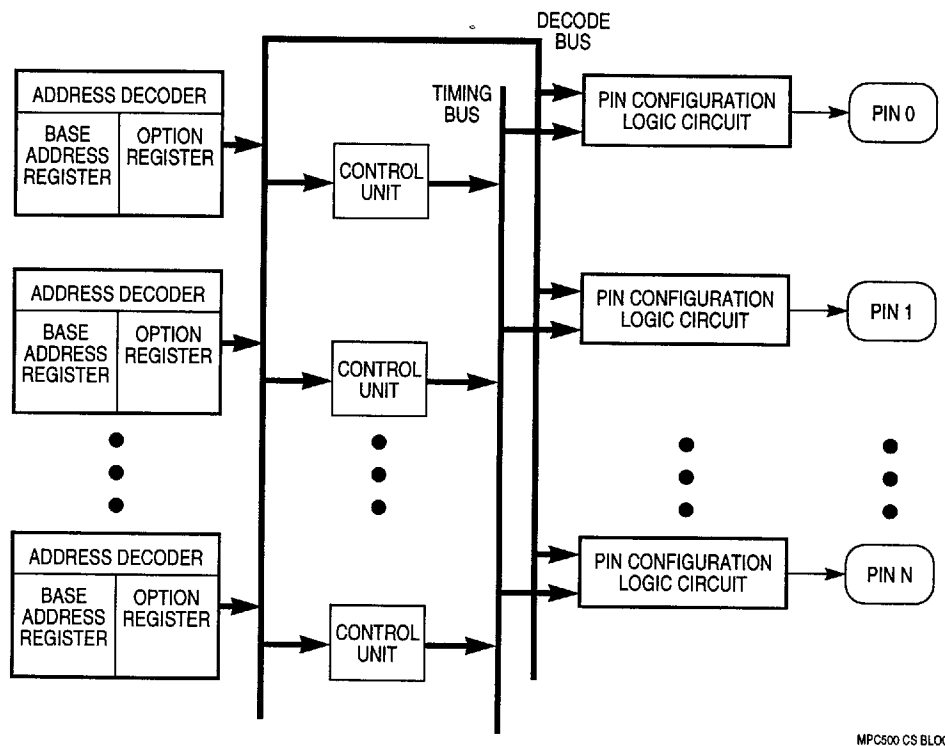 DECODE
BUS
TIMING
BUS
ADDRESS DECODER
BASE
ADDRESS
REGISTER
OPTION
REGISTER
CONTROL
UNIT
PIN CONFIGURATION
LOGIC CIRCUIT
PIN 0
ADDRESS DECODER
BASE
ADDRESS
REGISTER
OPTION
REGISTER
CONTROL
UNIT
PIN CONFIGURATION
LOGIC CIRCUIT
PIN 1
ADDRESS DECODER
BASE
ADDRESS
REGISTER
OPTION
REGISTER
CONTROL
UNIT
PIN CONFIGURATION
LOGIC CIRCUIT
PIN N
MPC500 CS BLOC